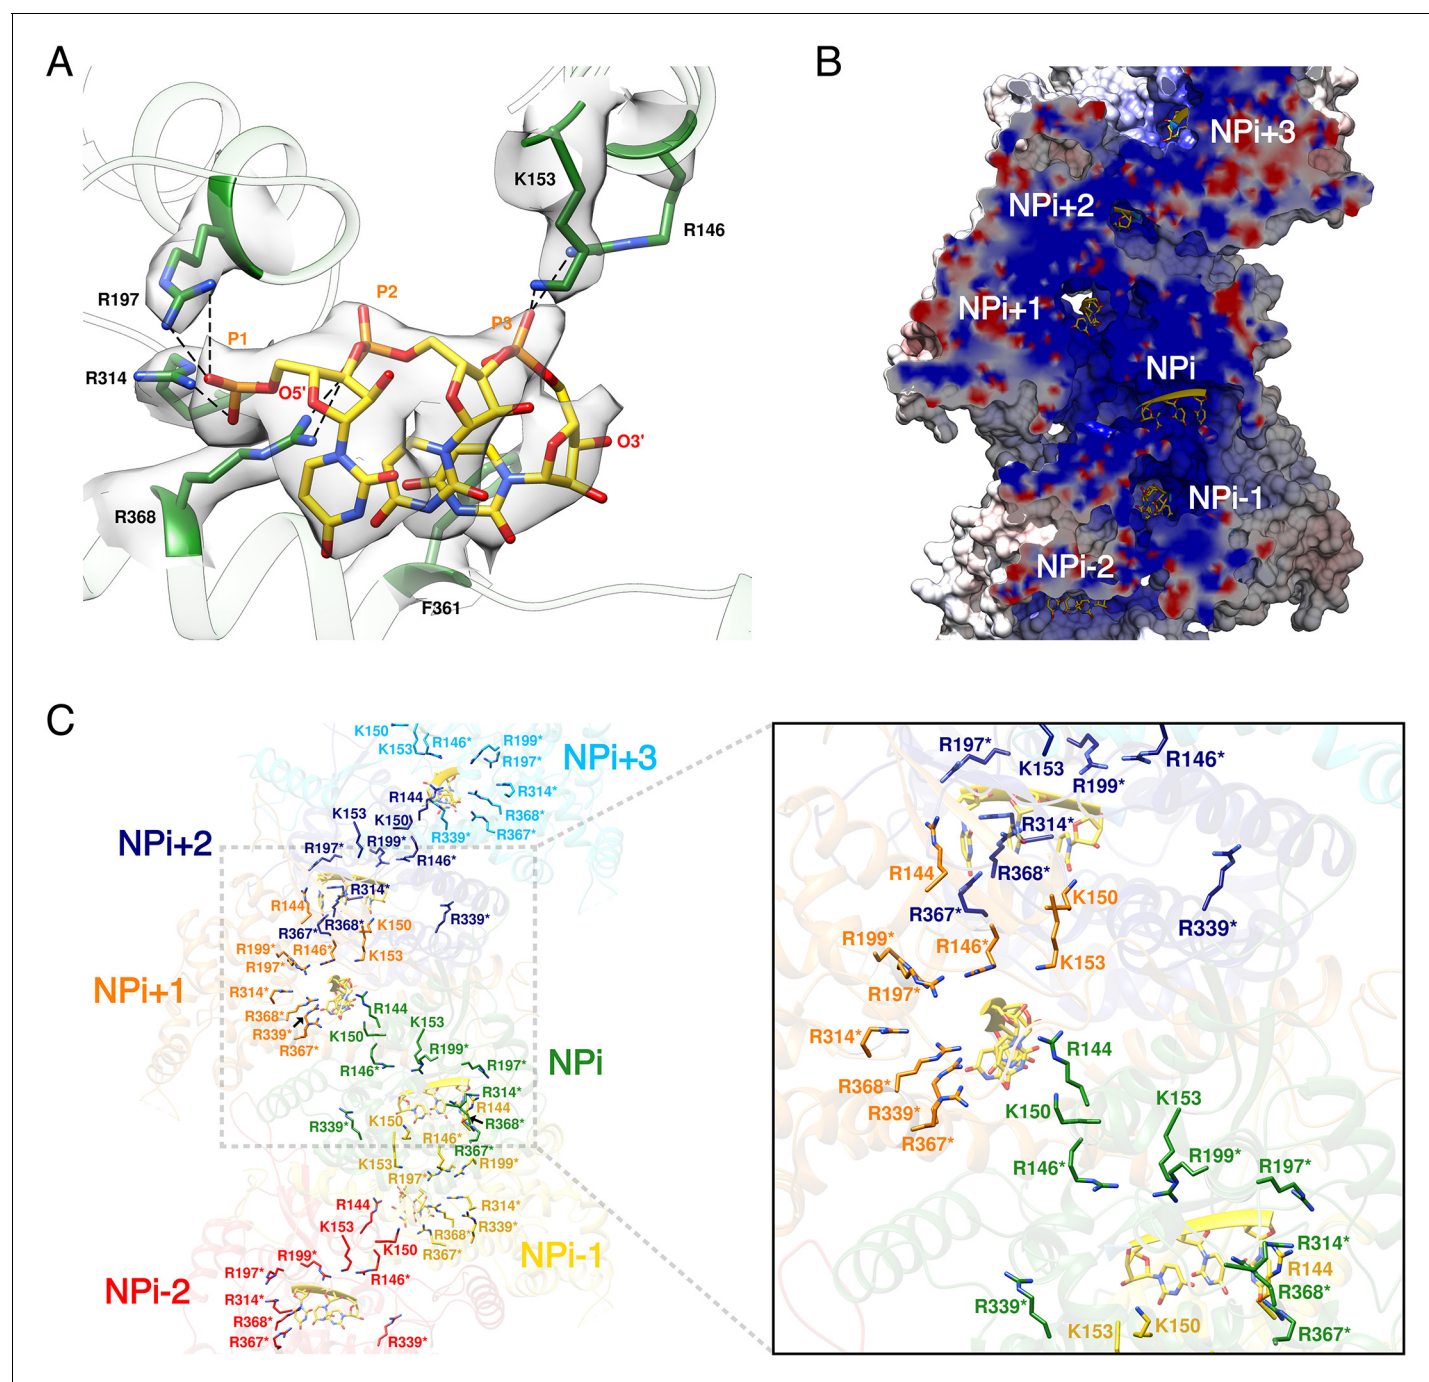 A
K153
R146
R197
P2
P1
P3
R314
O5'
O3'
R368
F361
B
NPi+3
NPi+2
NPi+1
NPi
NPi-1
NPi-2
C
K150
K153
R146*
R199*
R197*
NPi+3
R314*
R368*
R367*
R339*
R144
K150
K153
R199*
R197*
R146*
NPi+2
R314*
R368*
R367*
R339*
R144
K150
R199*
R146*
R197*
K153
NPi+1
R314*
R368*
R339*
R367*
R144
K150
K153
R199*
R146*
R197*
NPi
R314*
R368*
R339*
R367*
R144
K150
R146*
K153
R197*
R199*
R314*
R339*
R368*
R367*
NPi-1
R144
K153
K150
R199*
R146*
R197*
NPi-2
R314*
R368*
R367*
R339*
R197*
K153
R199*
R146*
R314*
R144
R368*
K150
R367*
R339*
R199*
R146*
K153
R197*
R314*
R144
R368*
K150
K153
R339*
R367*
R146*
R199*
R197*
R314*
R144
R368*
R339*
K153
K150
R367*